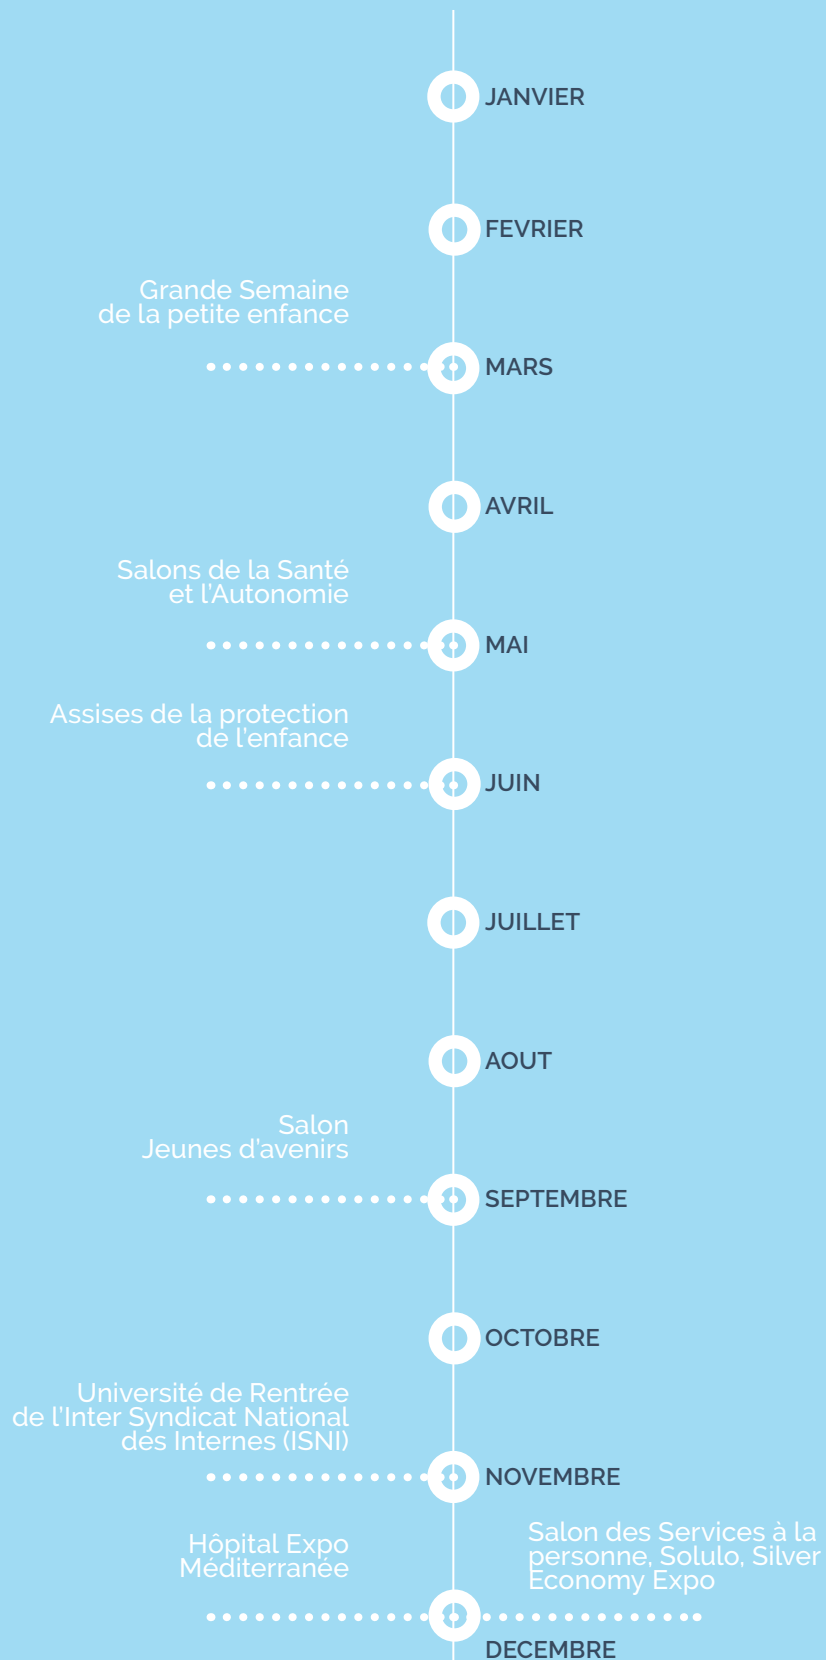 JANVIER
FEVRIER
Grande Semaine
de la petite enfance
MARS
AVRIL
Salons de la Santé
et l'Autonomie
MAI
Assises de la protection
de l'enfance
JUIN
JUILLET
AOUT
Salon
Jeunes d'avenirs
SEPTEMBRE
OCTOBRE
Université de Rentrée
de l'Inter Syndicat National
des Internes (ISNI)
NOVEMBRE
Hôpital Expo
Méditerranée
Salon des Services à la
personne, Solulo, Silver
Economy Expo
DECEMBRE